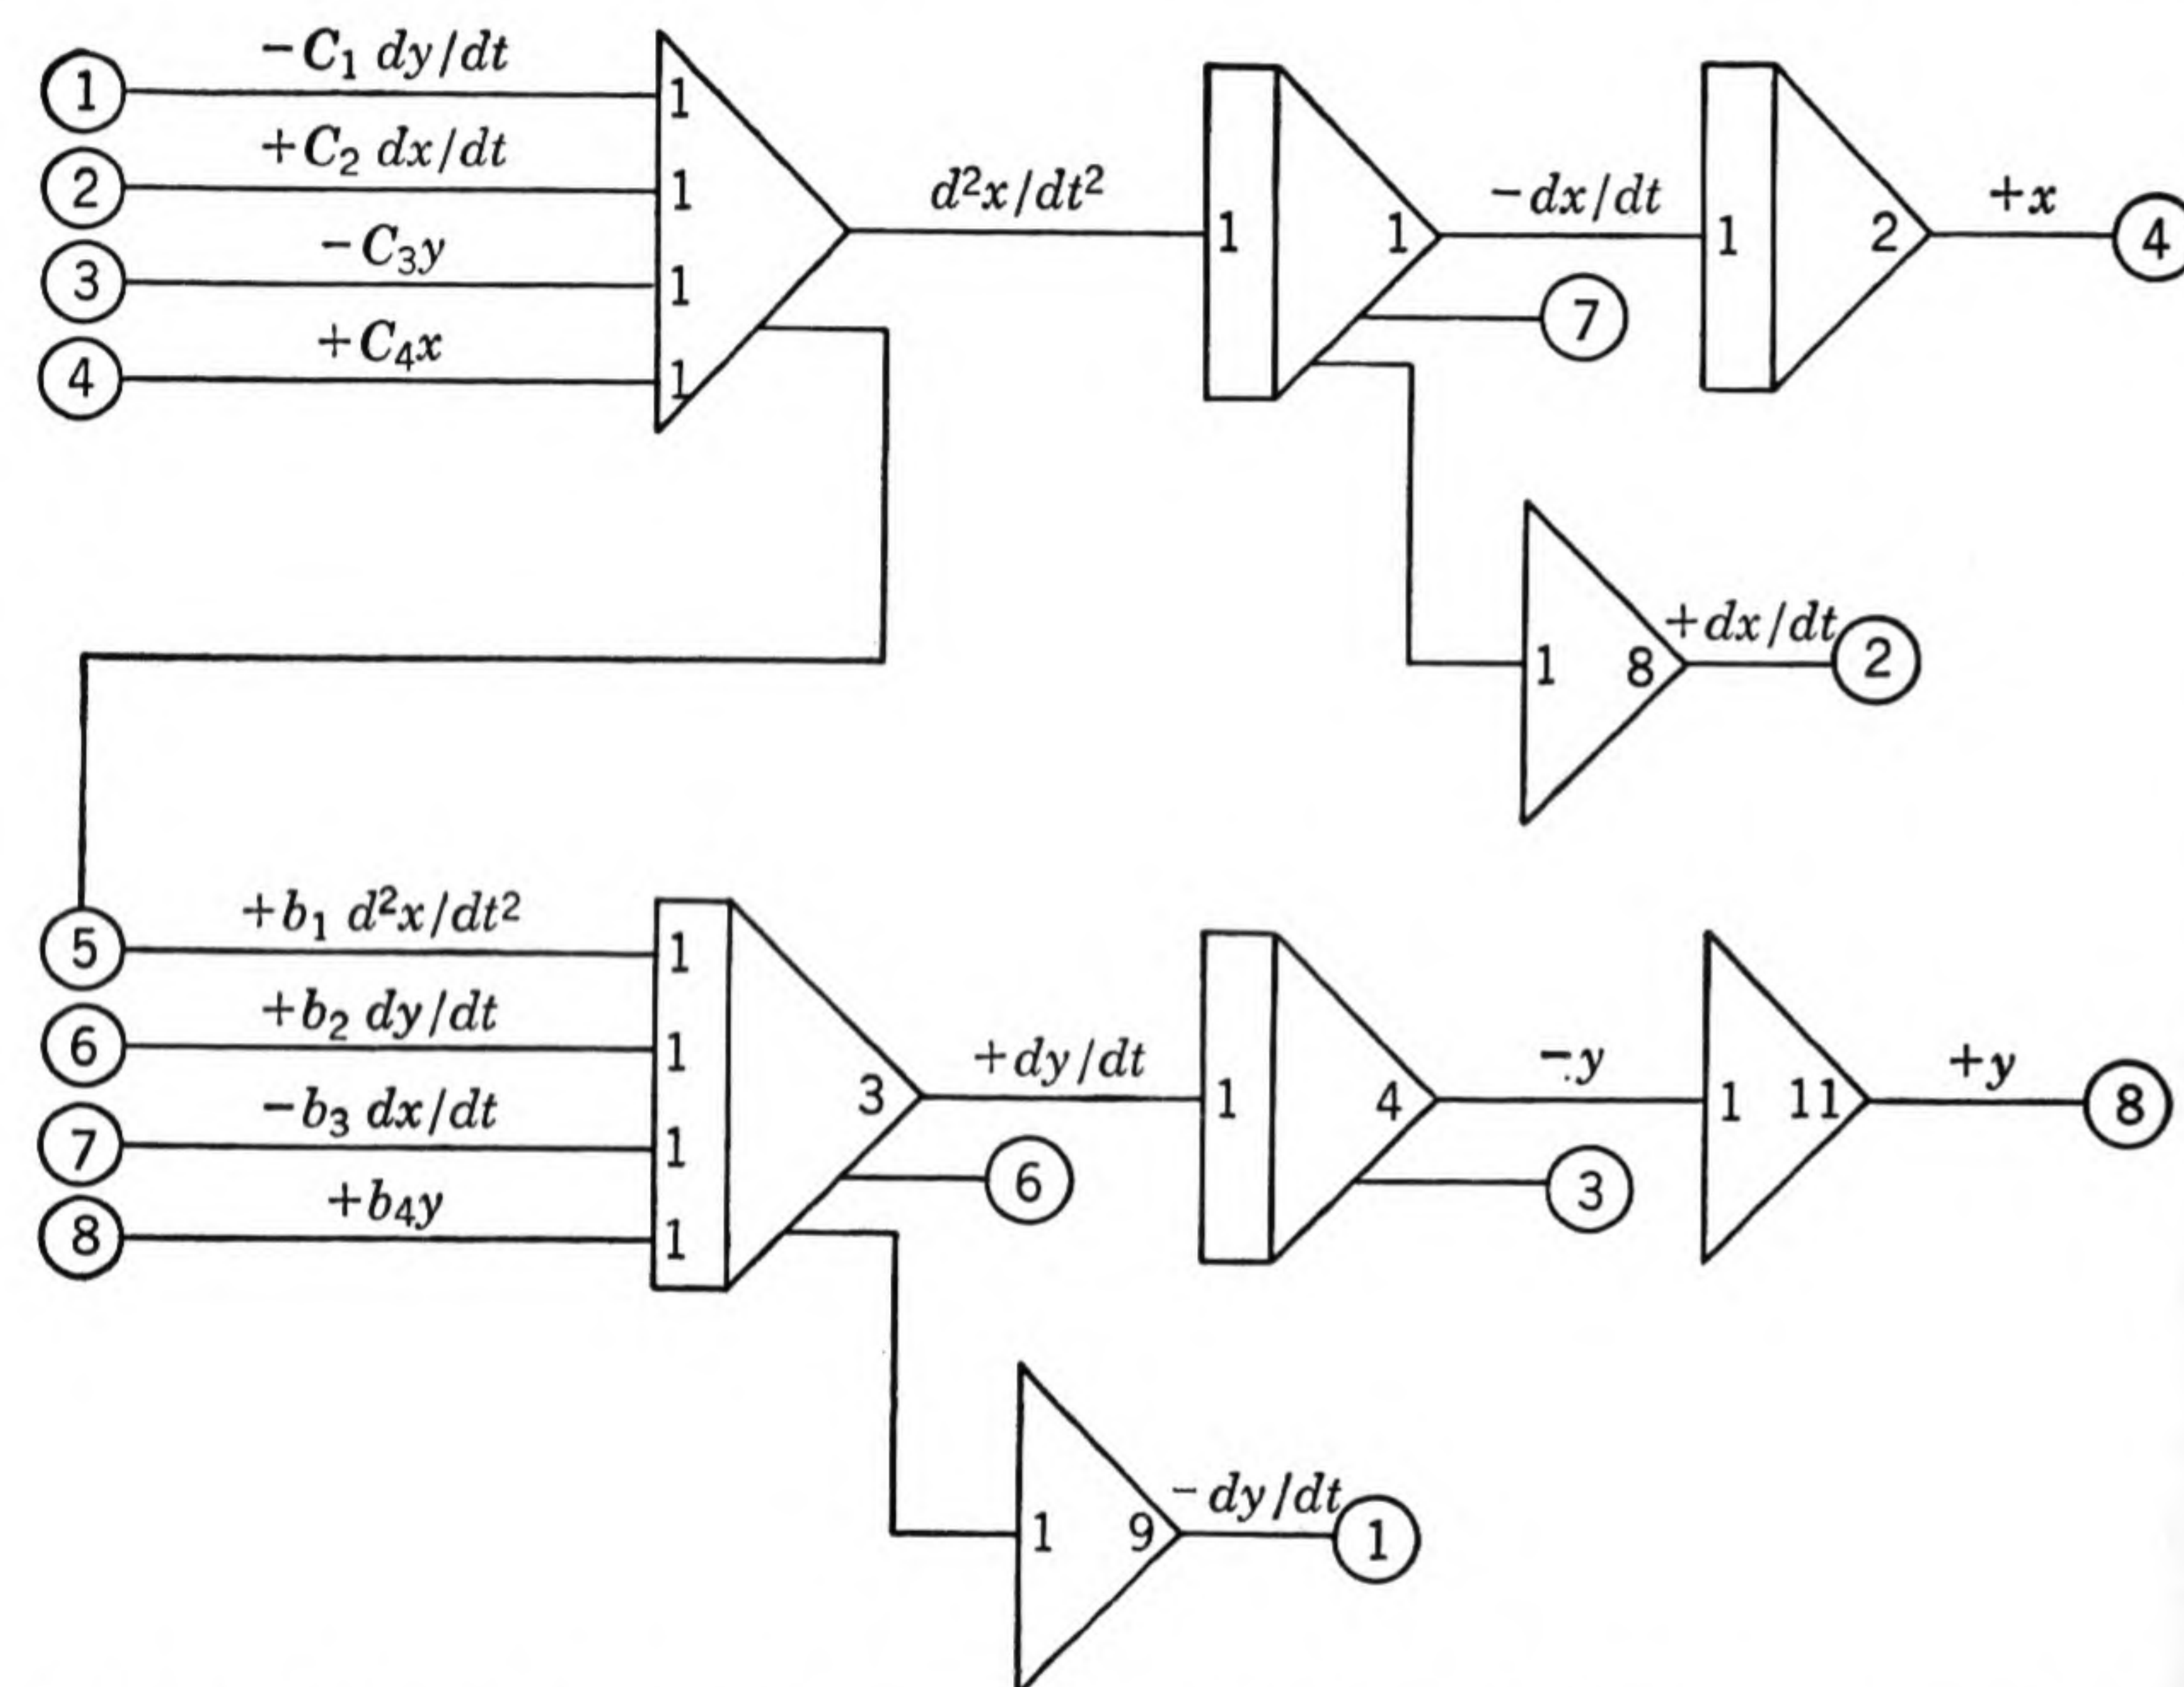 1 −C₁ dy/dt 1
2 +C₂ dx/dt 1
3 −C₃y 1
4 +C₄x 1
d²x/dt² 1 1 −dx/dt 1 2 +x 4
7
1 8 +dx/dt 2
5 +b₁ d²x/dt² 1
6 +b₂ dy/dt 1
7 −b₃ dx/dt 1
8 +b₄y 1
3 +dy/dt 1 4 −y 1 11 +y 8
6 3
1 9 −dy/dt 1